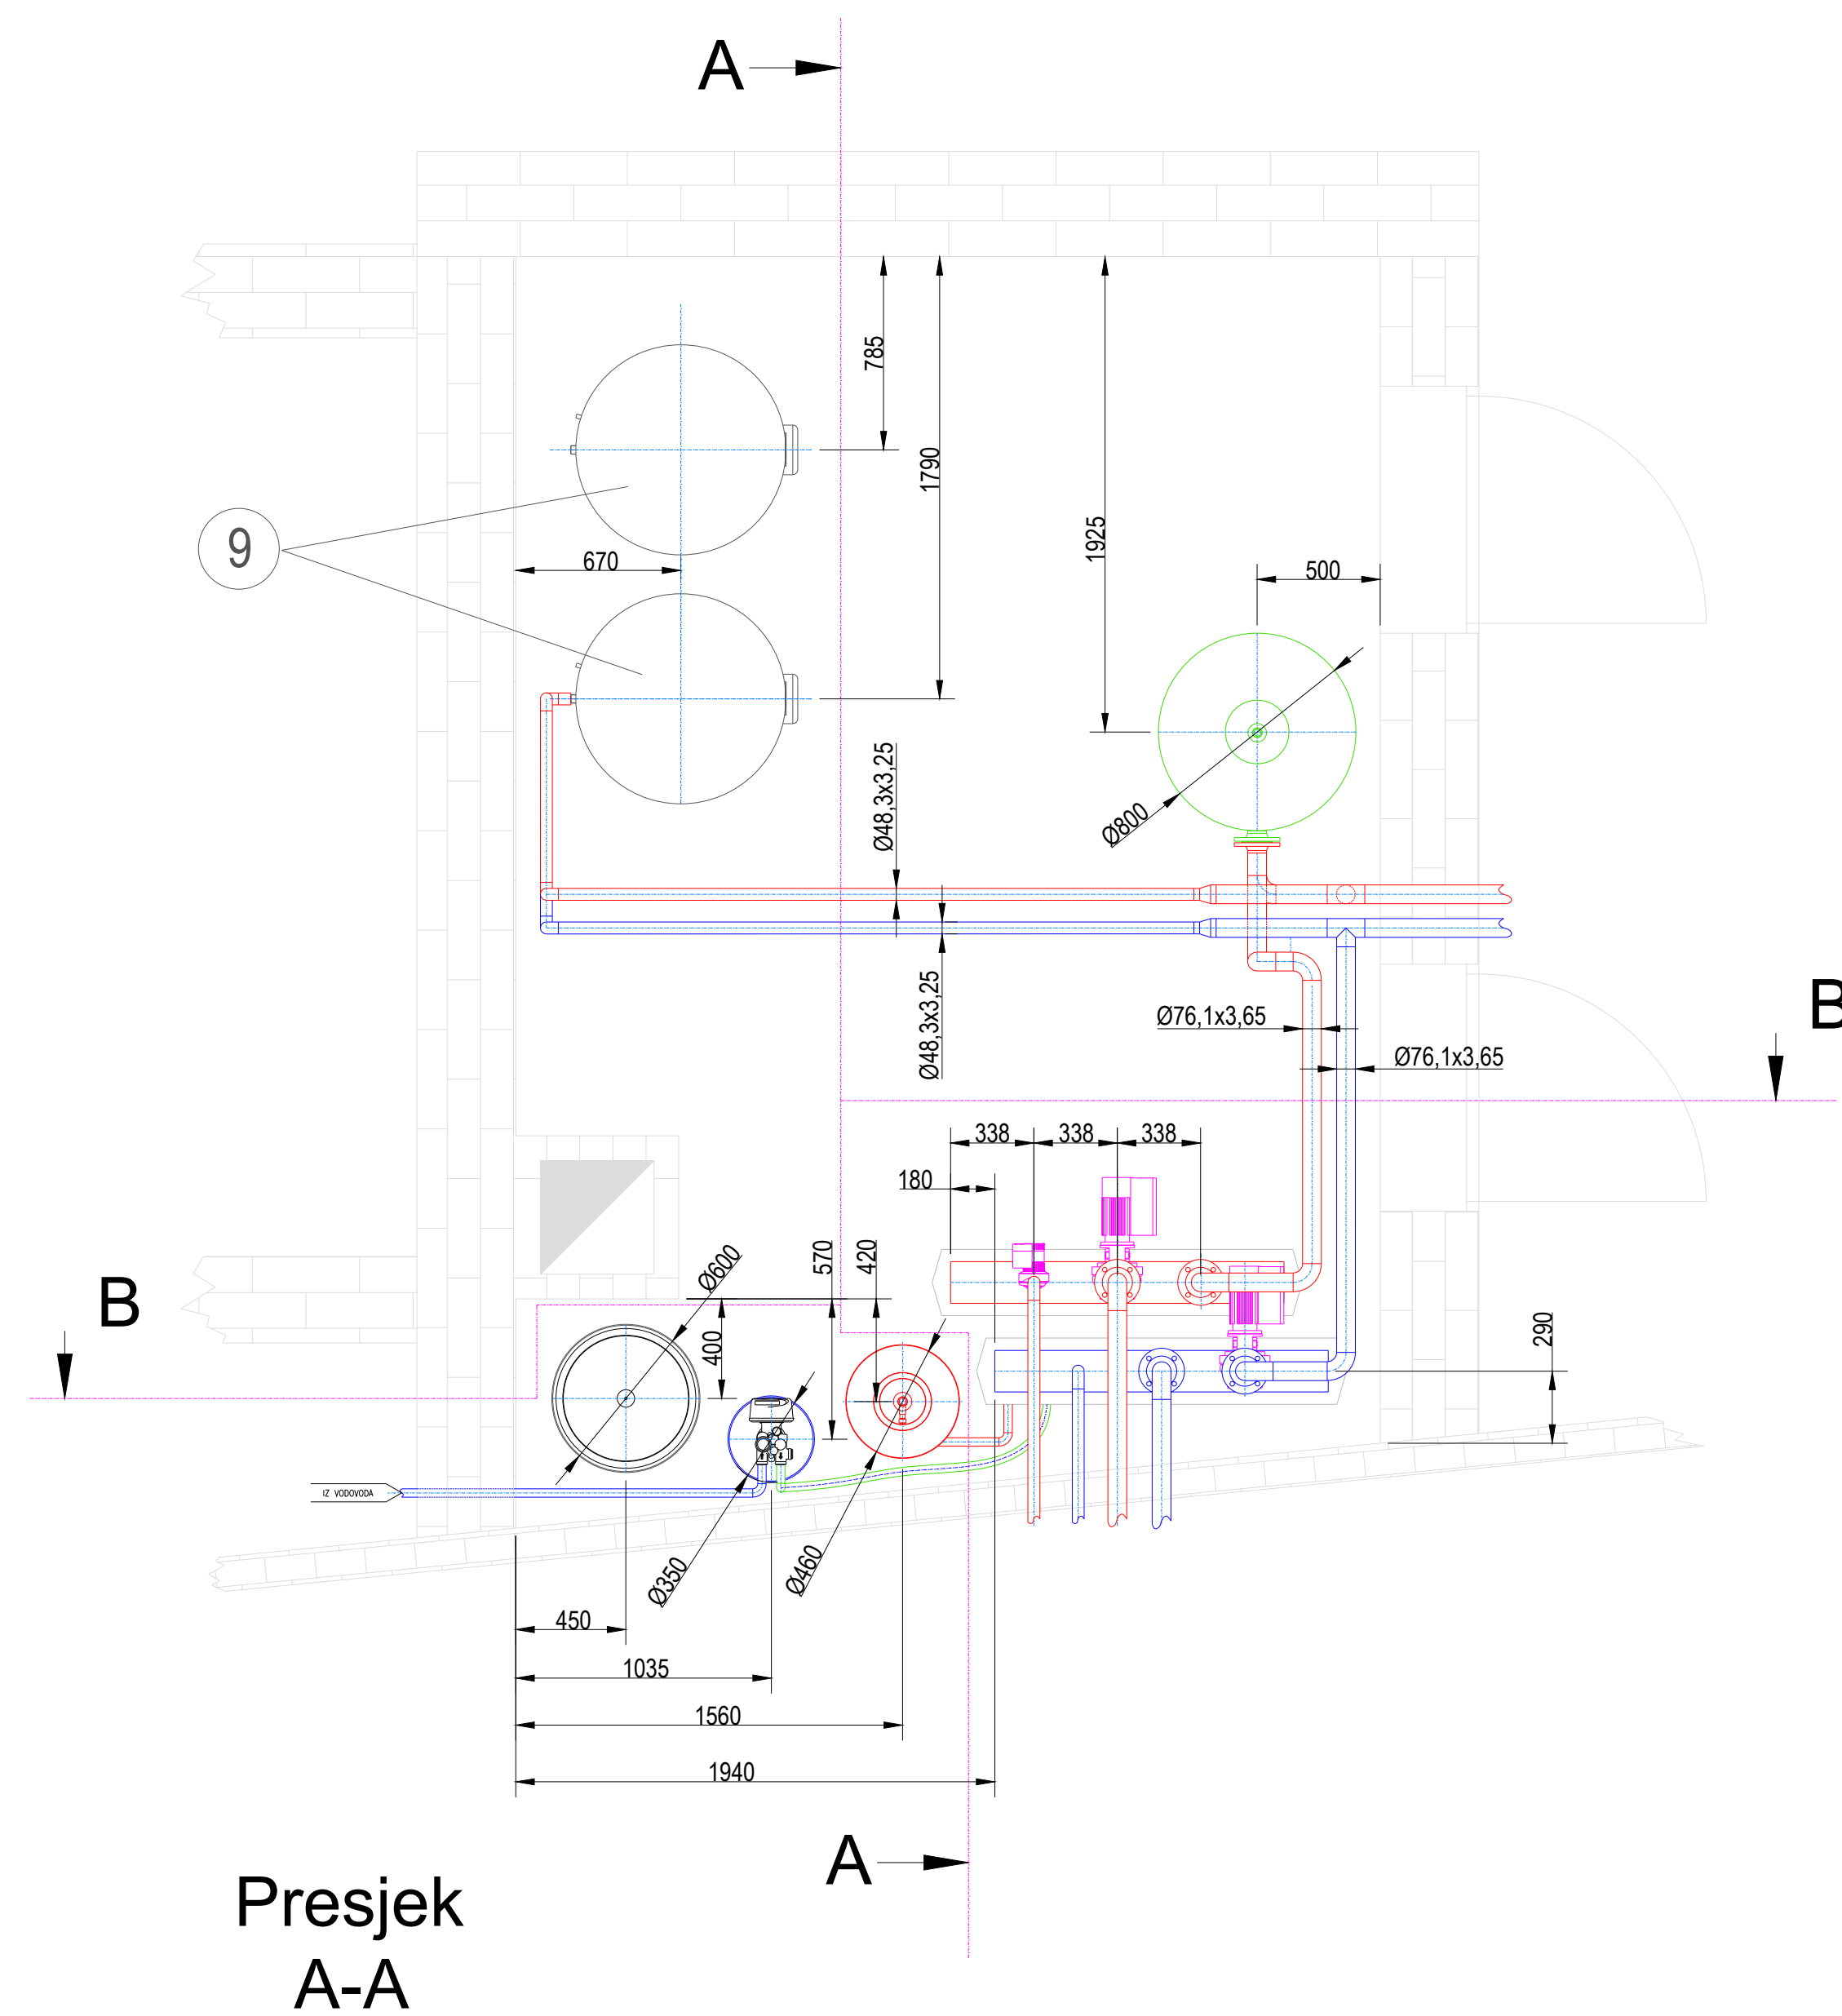 A
785
1790
1925
9
670
500
Ø48,3x3,25
Ø800
Ø48,3x3,25
Ø76,1x3,65
B
Ø76,1x3,65
338 338 338
180
570
420
Ø600
B
400
290
IZ VODOVODA
Ø350
Ø460
450
1035
1560
1940
A
Presjek
A-A